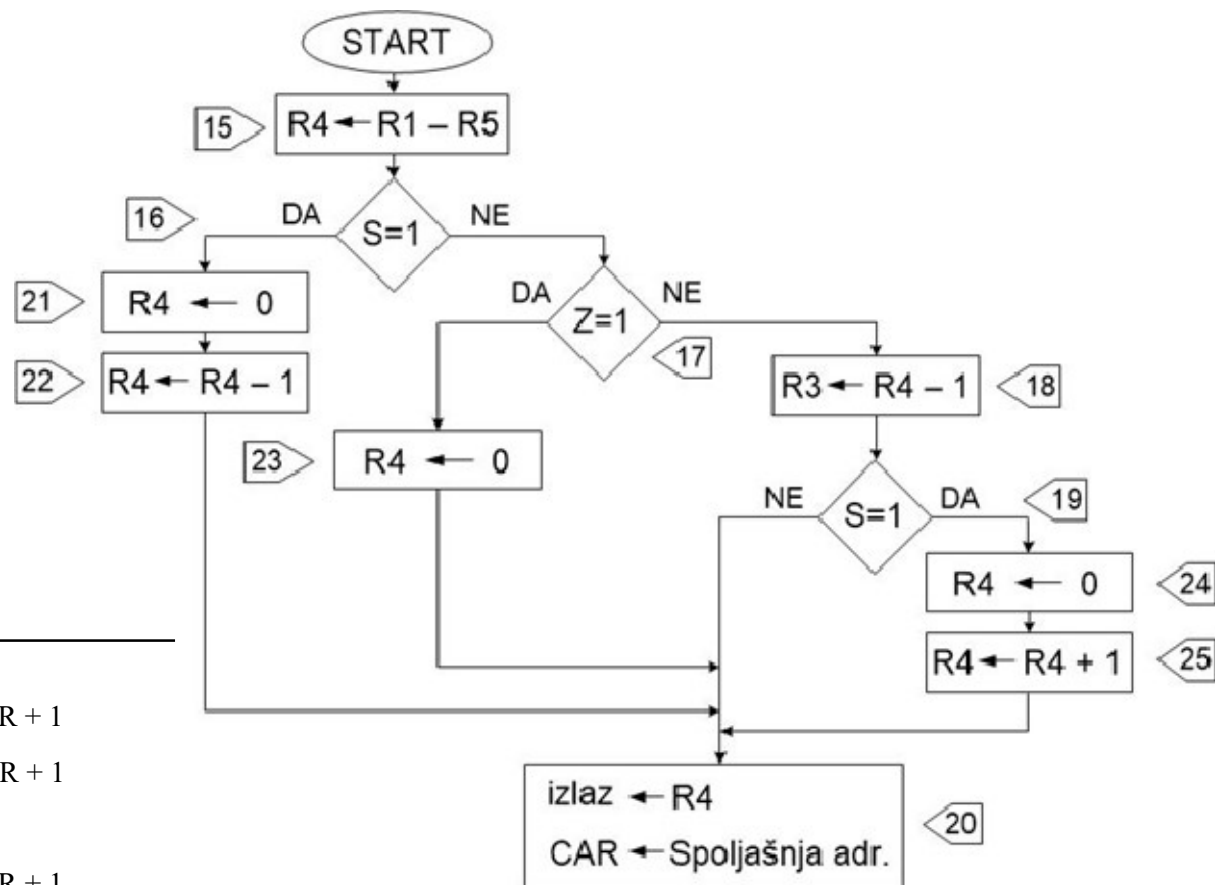 START
15
R4 ← R1 – R5
16
DA
S=1
NE
21
R4 ← 0
DA
Z=1
NE
17
22
R4 ← R4 – 1
R3 ← R4 – 1
18
23
R4 ← 0
NE
S=1
DA
19
R4 ← 0
24
R4 ← R4 + 1
25
R + 1
R + 1
izlaz ← R4
CAR ← Spoljašnja adr.
20
R + 1